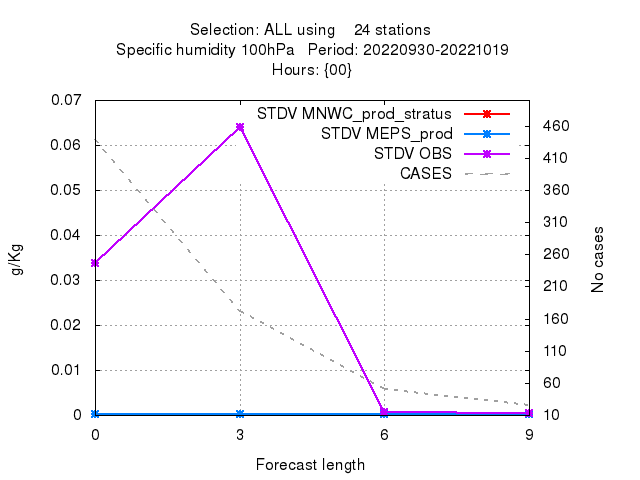 Selection: ALL using    24 stations
Specific humidity 100hPa   Period: 20220930-20221019
Hours: {00}
STDV MNWC_prod_stratus
STDV MEPS_prod
STDV OBS
CASES
g/Kg
0.07
0.06
0.05
0.04
0.03
0.02
0.01
0
460
410
360
310
260
210
160
110
60
10
No cases
0 3 6 9
Forecast length